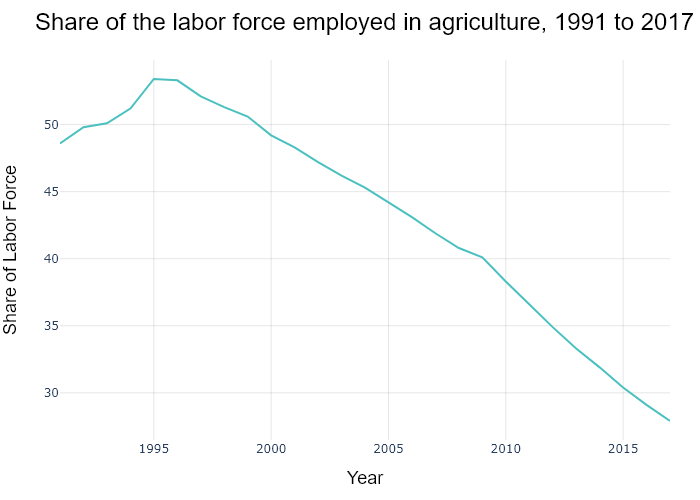 Share of the labor force employed in agriculture, 1991 to 2017
Share of Labor Force
50
45
40
35
30
1995 2000 2005 2010 2015
Year